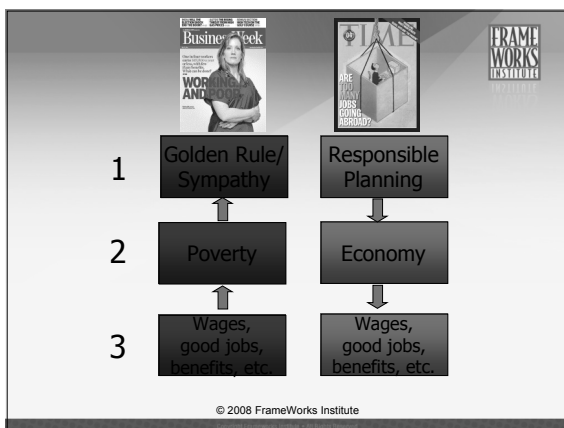 BusinessWeek
WORKING...
AND POOR
TIME
ARE
TOO
MANY
JOBS
GOING
ABROAD?
FRAME
WORKS
INSTITUTE
1
Golden Rule/
Sympathy
Responsible
Planning
2
Poverty
Economy
3
Wages,
good jobs,
benefits, etc.
Wages,
good jobs,
benefits, etc.
© 2008 FrameWorks Institute